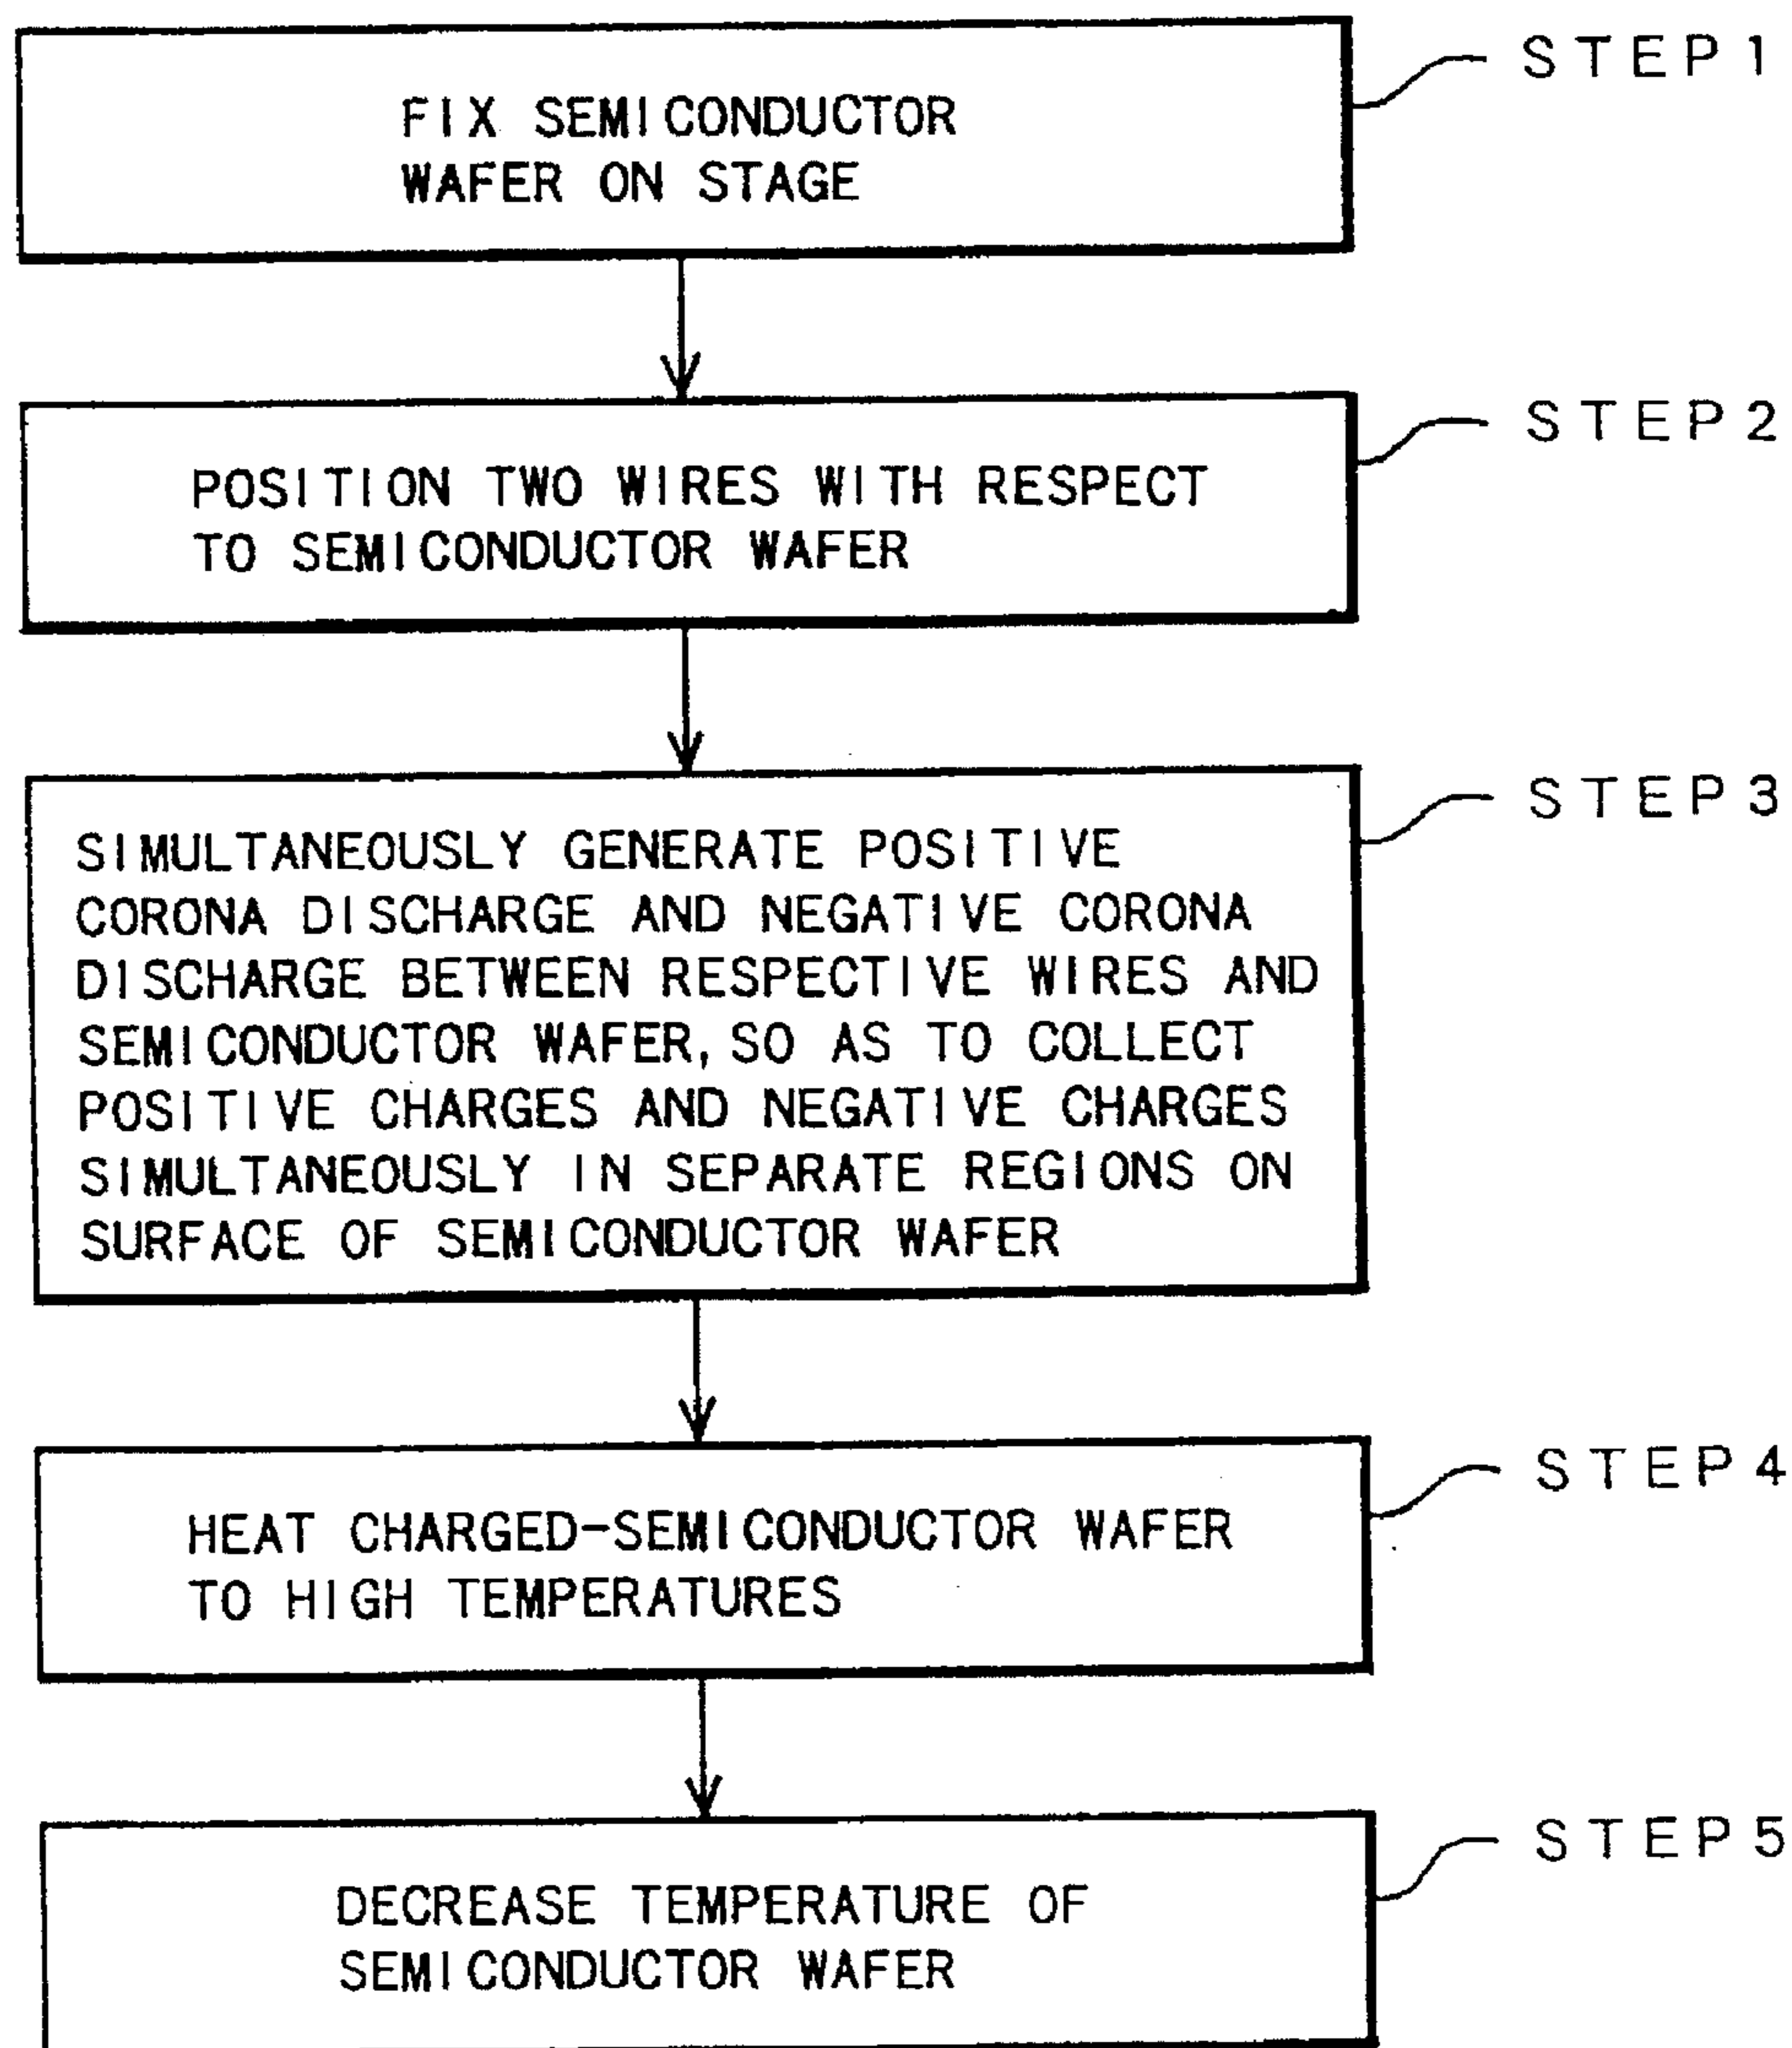 STEP1
FIX SEMICONDUCTOR
WAFER ON STAGE
STEP2
POSITION TWO WIRES WITH RESPECT
TO SEMICONDUCTOR WAFER
STEP3
SIMULTANEOUSLY GENERATE POSITIVE
CORONA DISCHARGE AND NEGATIVE CORONA
DISCHARGE BETWEEN RESPECTIVE WIRES AND
SEMICONDUCTOR WAFER, SO AS TO COLLECT
POSITIVE CHARGES AND NEGATIVE CHARGES
SIMULTANEOUSLY IN SEPARATE REGIONS ON
SURFACE OF SEMICONDUCTOR WAFER
STEP4
HEAT CHARGED-SEMICONDUCTOR WAFER
TO HIGH TEMPERATURES
STEP5
DECREASE TEMPERATURE OF
SEMICONDUCTOR WAFER